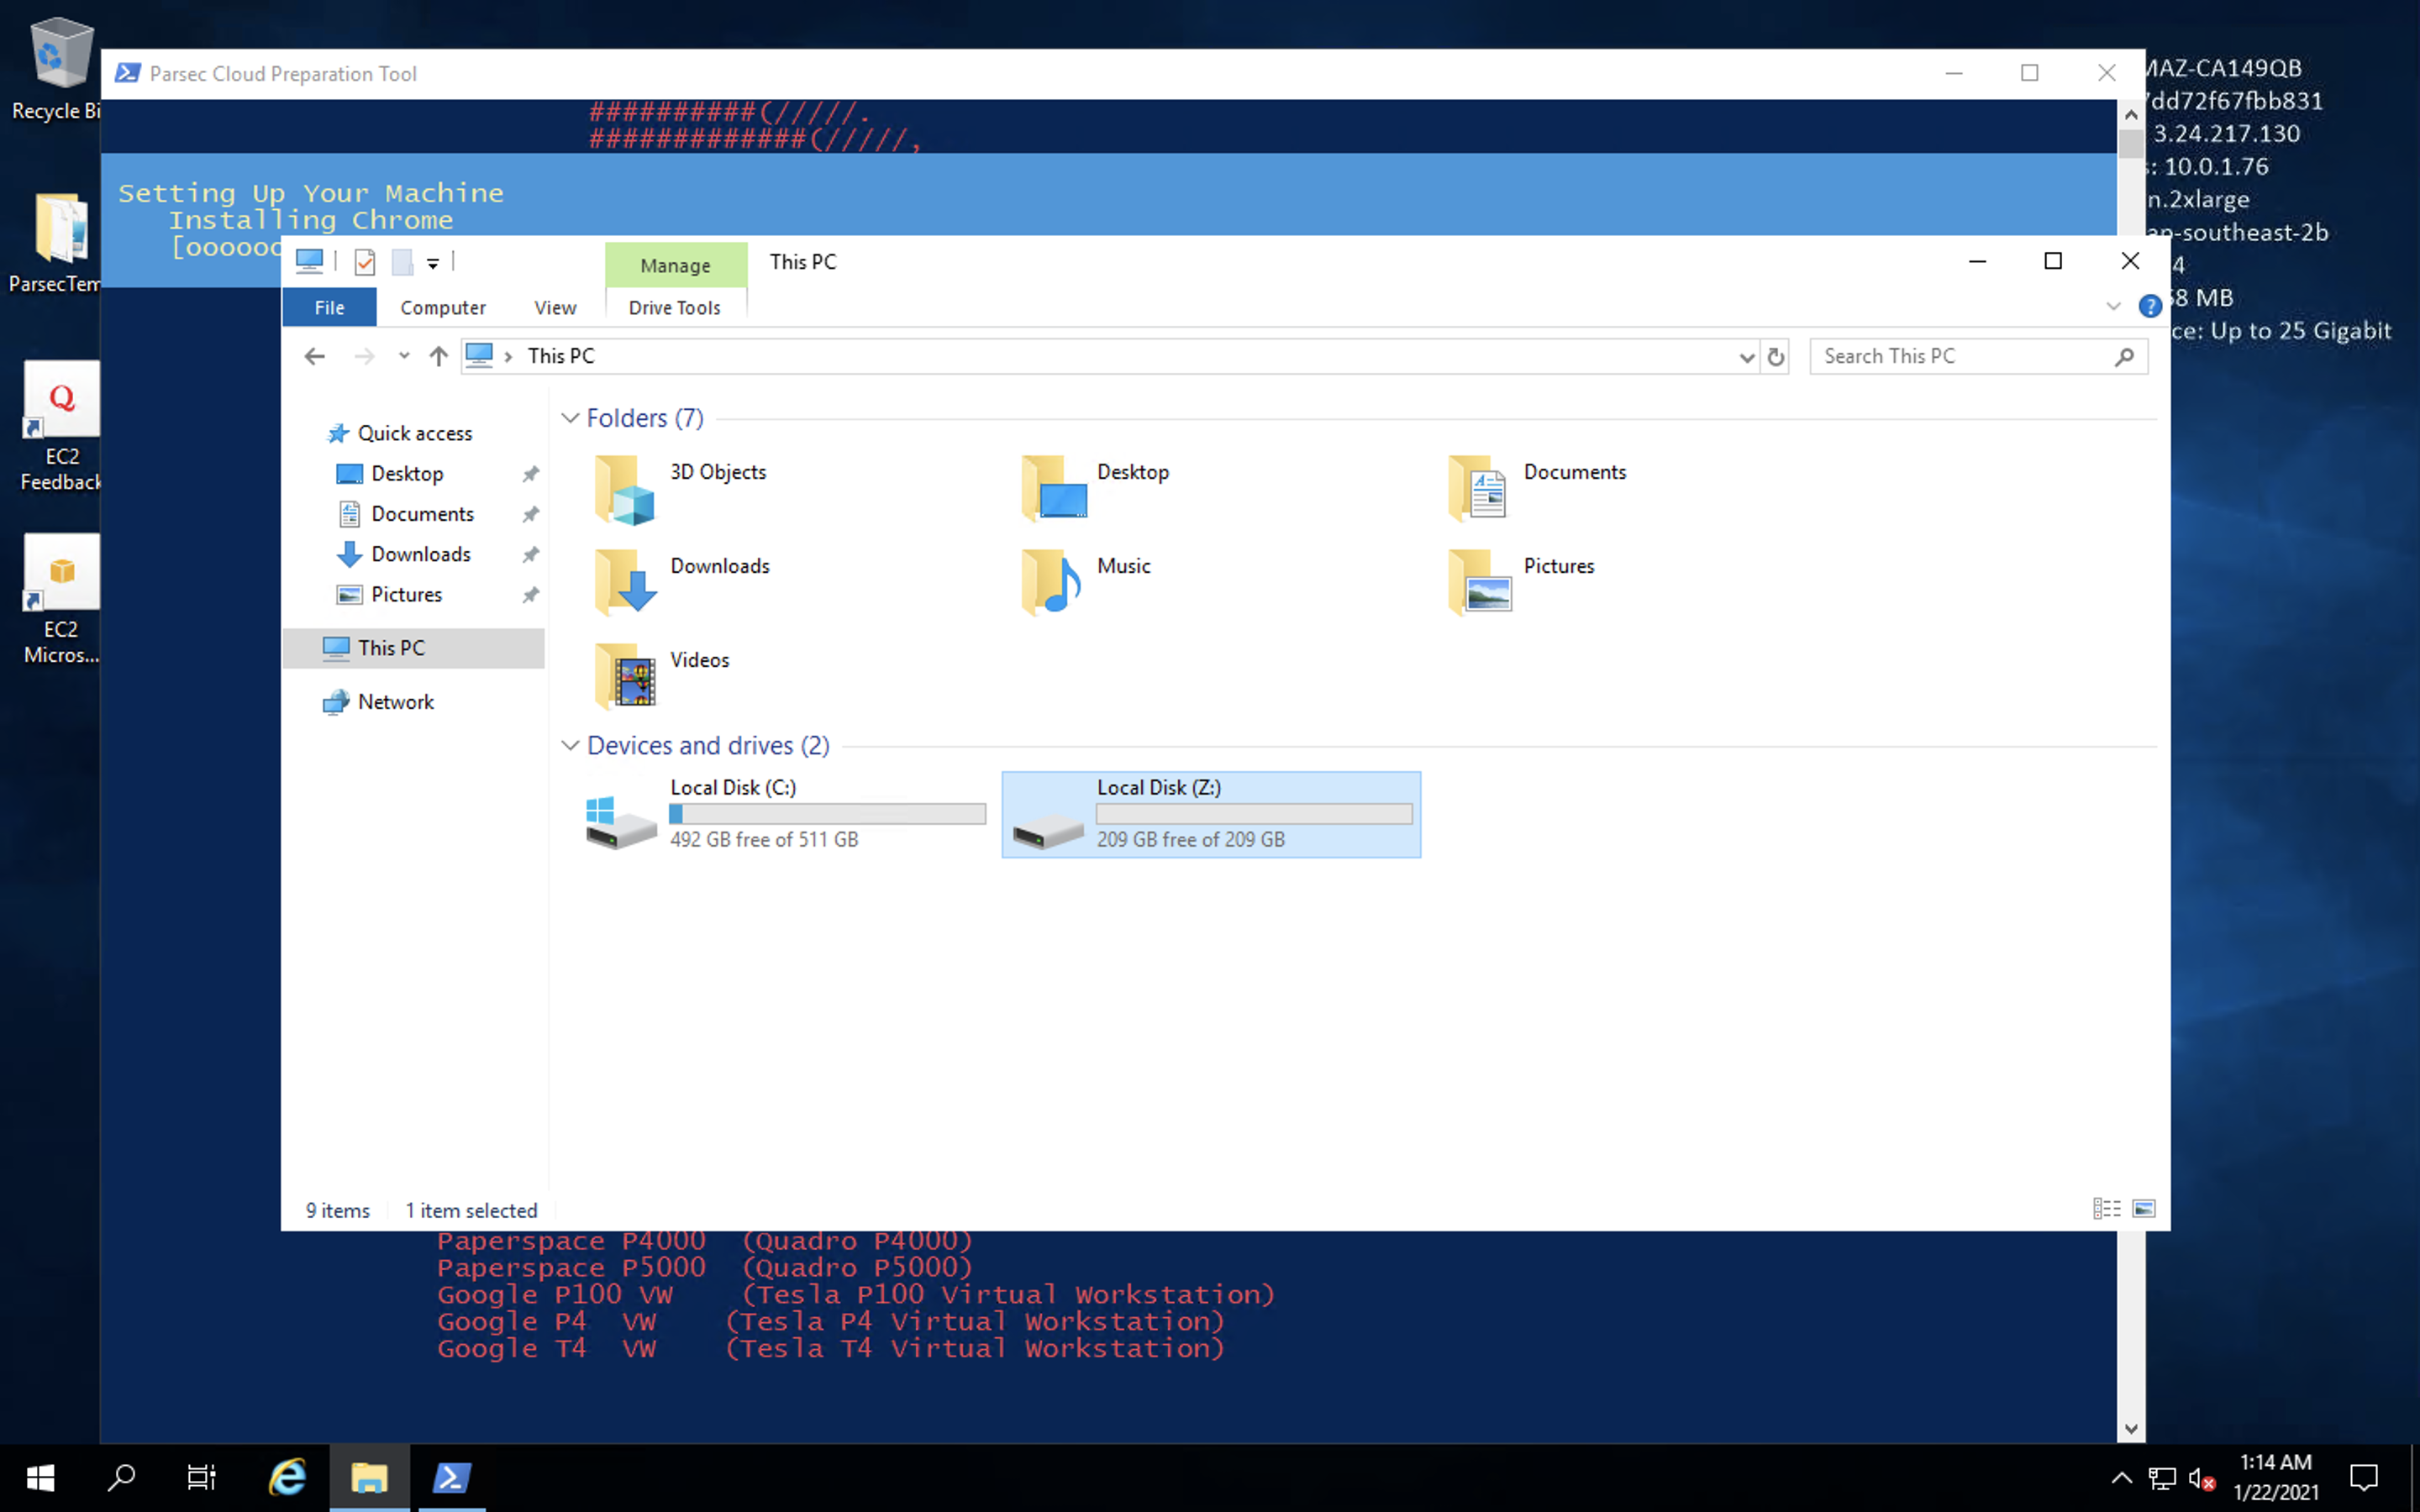 Recycle Bi
ParsecTem
Q
EC2
Feedback
EC2
Micros...
Parsec Cloud Preparation Tool
##########(/////.
#############(/////,
Setting Up Your Machine
Installing Chrome
[oooooo
MAZ-CA149QB
7dd72f67fbb831
3.24.217.130
s: 10.0.1.76
n.2xlarge
ap-southeast-2b
4
58 MB
ce: Up to 25 Gigabit
Manage
This PC
File
Computer
View
Drive Tools
?
This PC
Search This PC
Quick access
Desktop
Documents
Downloads
Pictures
This PC
Network
Folders (7)
3D Objects
Desktop
Documents
Downloads
Music
Pictures
Videos
Devices and drives (2)
Local Disk (C:)
492 GB free of 511 GB
Local Disk (Z:)
209 GB free of 209 GB
9 items
1 item selected
Paperspace P4000 (Quadro P4000)
Paperspace P5000 (Quadro P5000)
Google P100 VW (Tesla P100 Virtual Workstation)
Google P4 VW (Tesla P4 Virtual Workstation)
Google T4 VW (Tesla T4 Virtual Workstation)
1:14 AM
1/22/2021